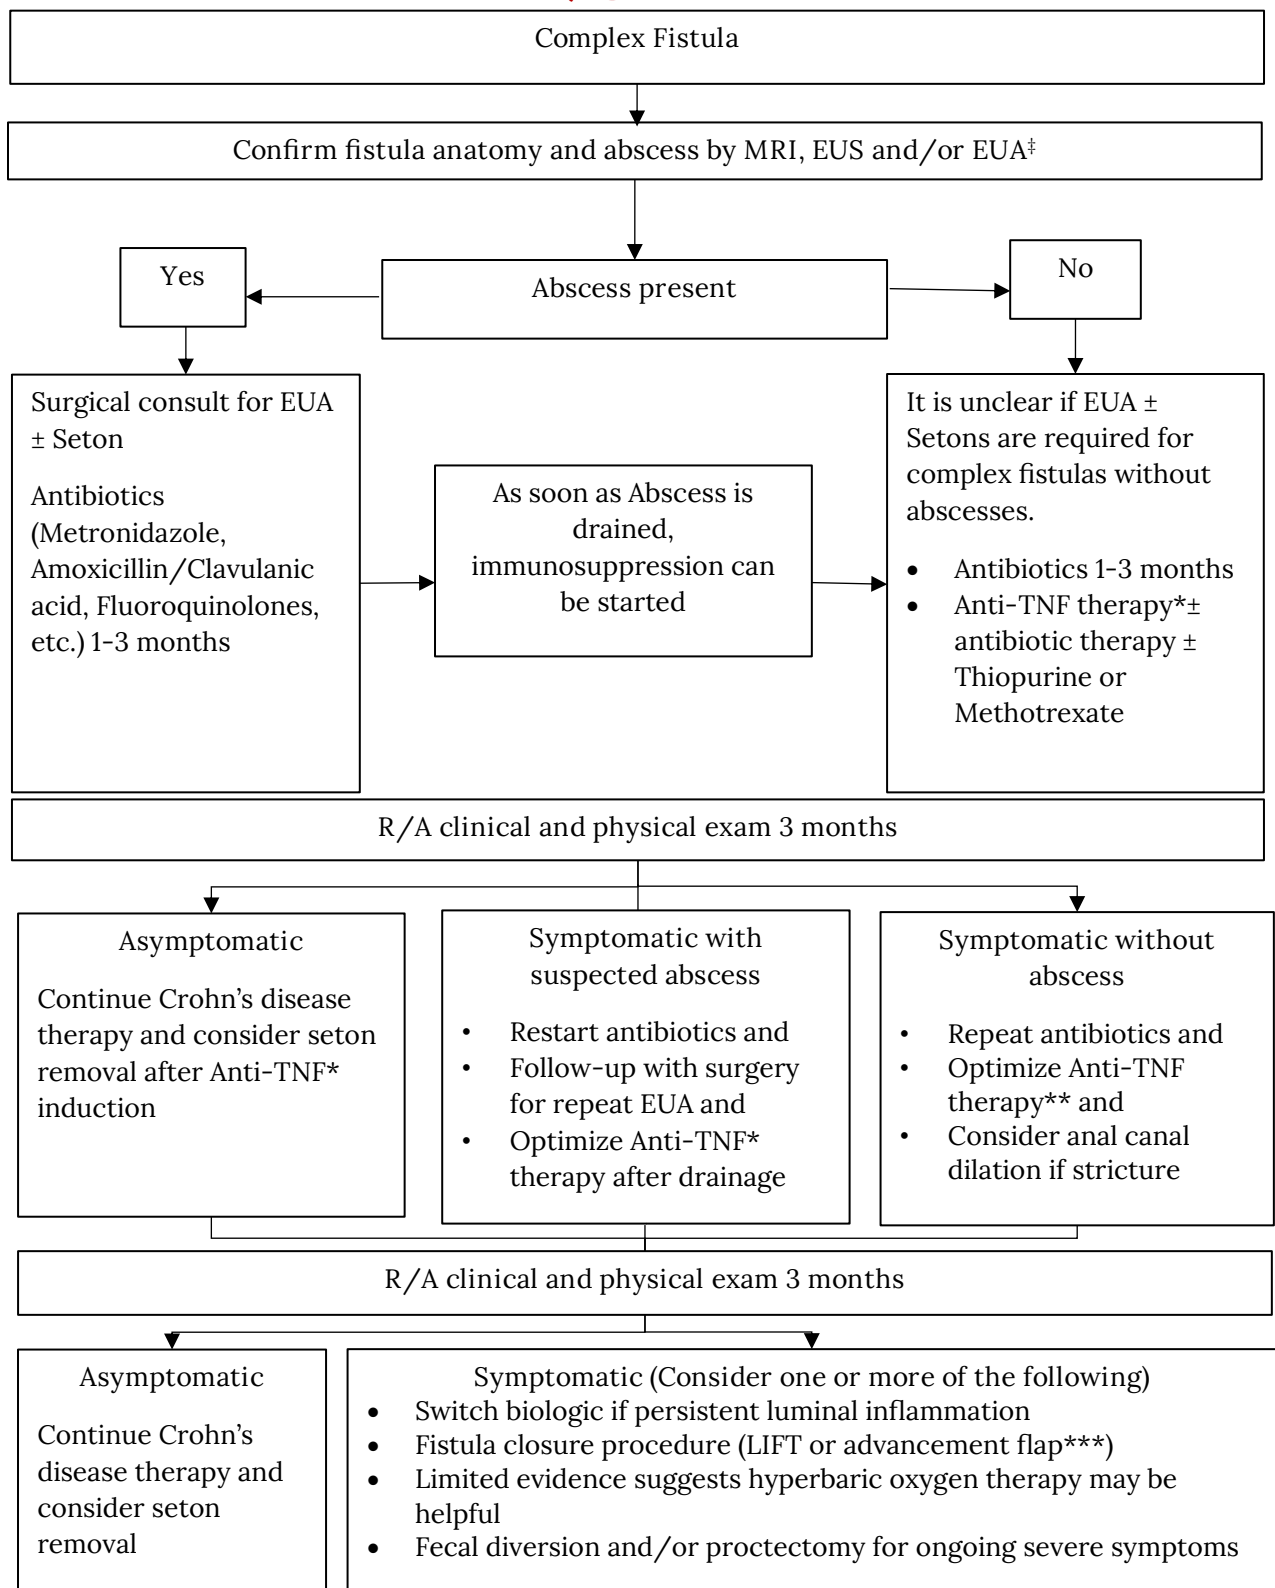 Complex Fistula
Confirm fistula anatomy and abscess by MRI, EUS and/or EUA‡
Yes
Abscess present
No
Surgical consult for EUA
± Seton
Antibiotics
(Metronidazole,
Amoxicillin/Clavulanic
acid, Fluoroquinolones,
etc.) 1-3 months
As soon as Abscess is
drained,
immunosuppression can
be started
It is unclear if EUA ±
Setons are required for
complex fistulas without
abscesses.
• Antibiotics 1-3 months
• Anti-TNF therapy*±
antibiotic therapy ±
Thiopurine or
Methotrexate
R/A clinical and physical exam 3 months
Asymptomatic
Continue Crohn’s disease
therapy and consider seton
removal after Anti-TNF*
induction
Symptomatic with
suspected abscess
• Restart antibiotics and
• Follow-up with surgery
for repeat EUA and
• Optimize Anti-TNF*
therapy after drainage
Symptomatic without
abscess
• Repeat antibiotics and
• Optimize Anti-TNF
therapy** and
• Consider anal canal
dilation if stricture
R/A clinical and physical exam 3 months
Asymptomatic
Continue Crohn’s
disease therapy and
consider seton
removal
Symptomatic (Consider one or more of the following)
• Switch biologic if persistent luminal inflammation
• Fistula closure procedure (LIFT or advancement flap***)
• Limited evidence suggests hyperbaric oxygen therapy may be
helpful
• Fecal diversion and/or proctectomy for ongoing severe symptoms